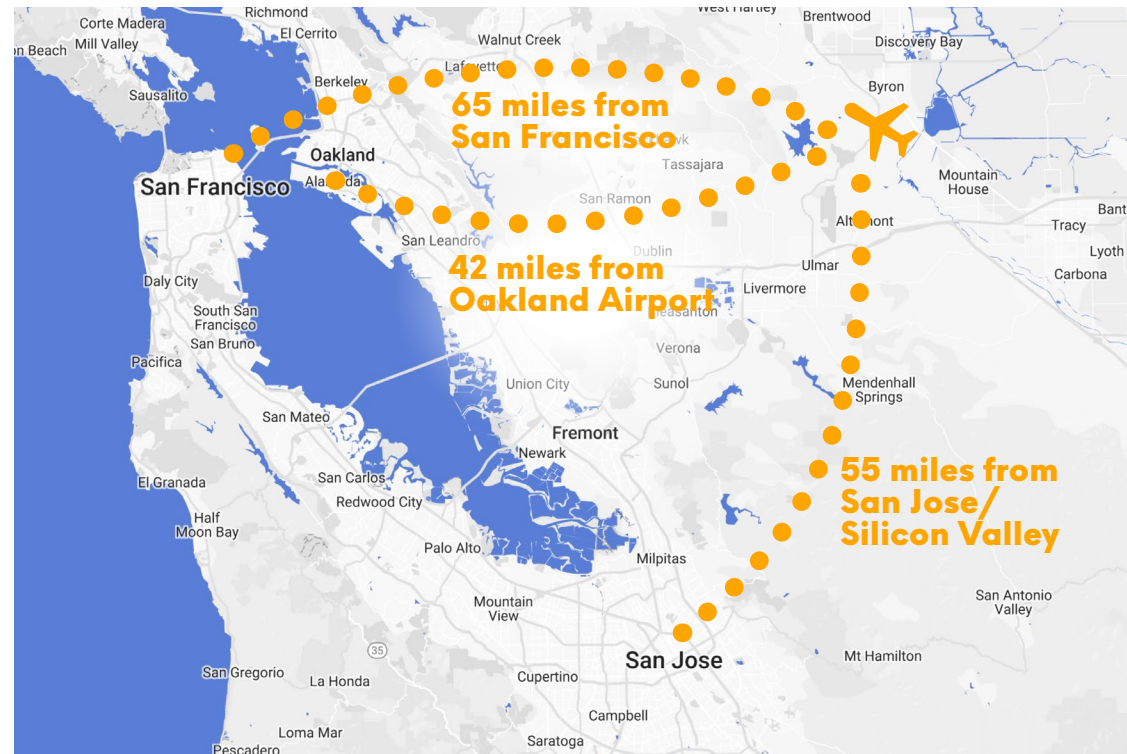 West Hartley
Richmond
Brentwood
Corte Madera
El Cerrito
Discovery Bay
Mill Valley
Walnut Creek
on Beach
Lafayette
Berkeley
Byron
Sausalito
65 miles from
San Francisco
Oakland
Tassajara
Mountain
House
Alameda
San Francisco
San Ramon
Bant
Altamont
Tracy
San Leandro
Dublin
Lyoth
42 miles from
Oakland Airport
Ulmar
Carbona
Daly City
Livermore
South San
Francisco
Pleasanton
San Bruno
Verona
Pacifica
Union City
Sunol
Mendenhall
Springs
San Mateo
Fremont
Newark
55 miles from
San Jose/
Silicon Valley
San Carlos
El Granada
Redwood City
Half
Moon Bay
Palo Alto
Milpitas
Mountain
View
San Antonio
Valley
35
San Jose
Mt Hamilton
San Gregorio
La Honda
Cupertino
Campbell
Loma Mar
Saratoga
Pescadero